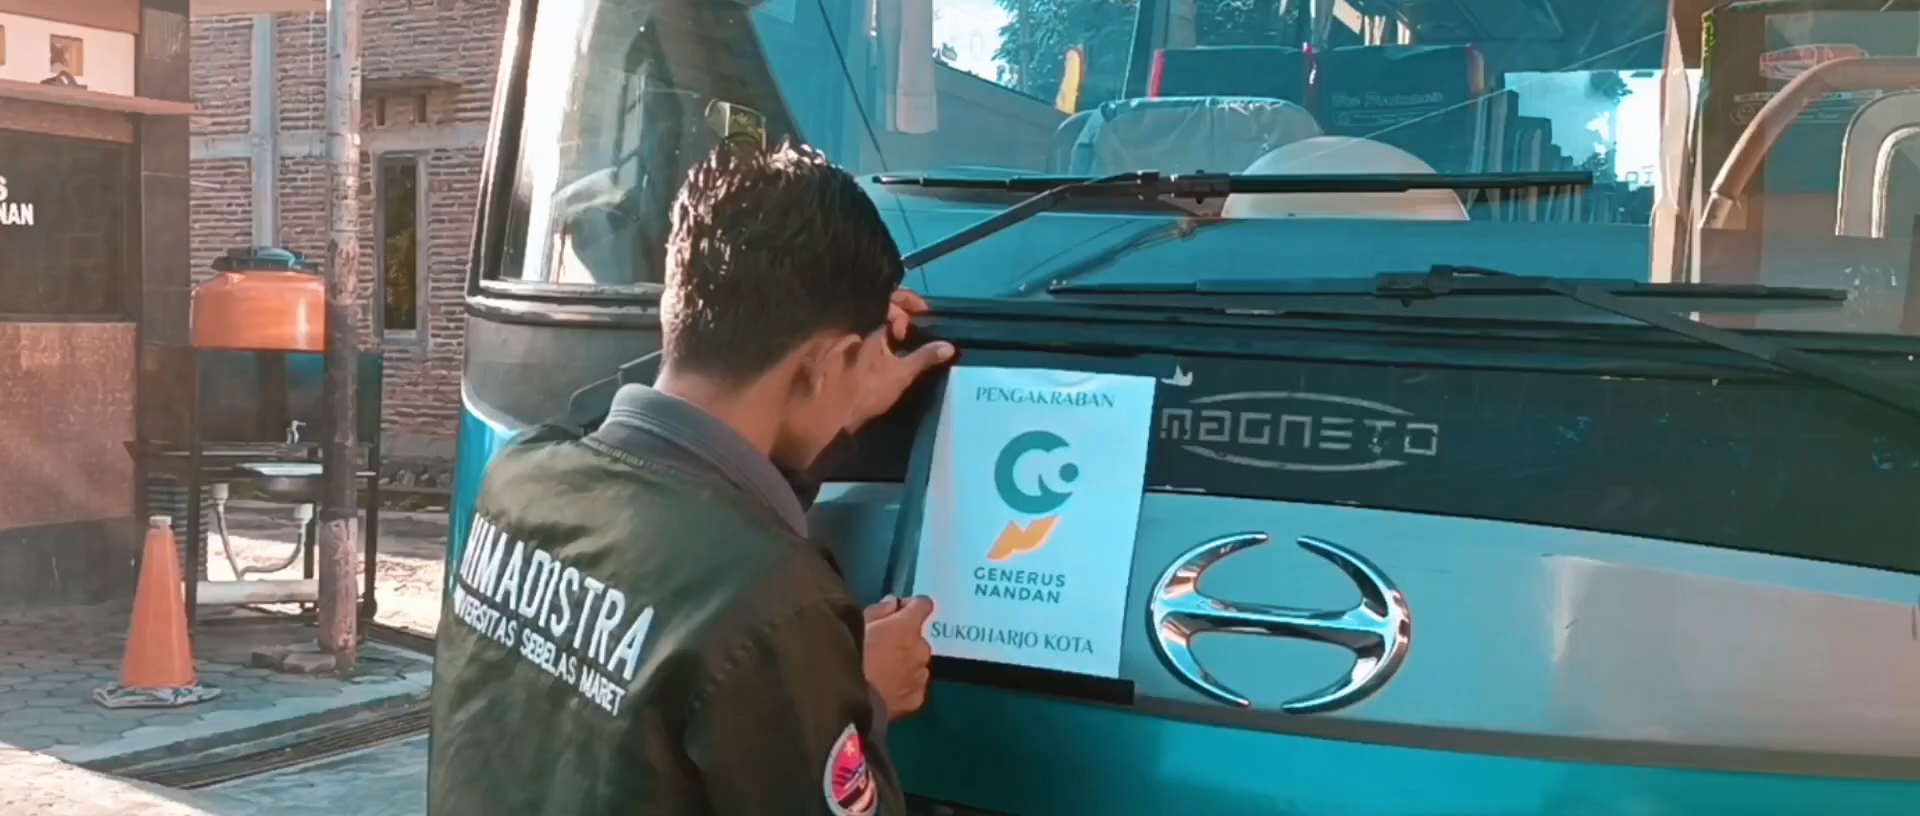 NAN
PENGAKRABAN
GENERUS
NANDAN
SUKOHARJO KOTA
MAGNETO
HIMADISTRA
UNIVERSITAS SEBELAS MARET